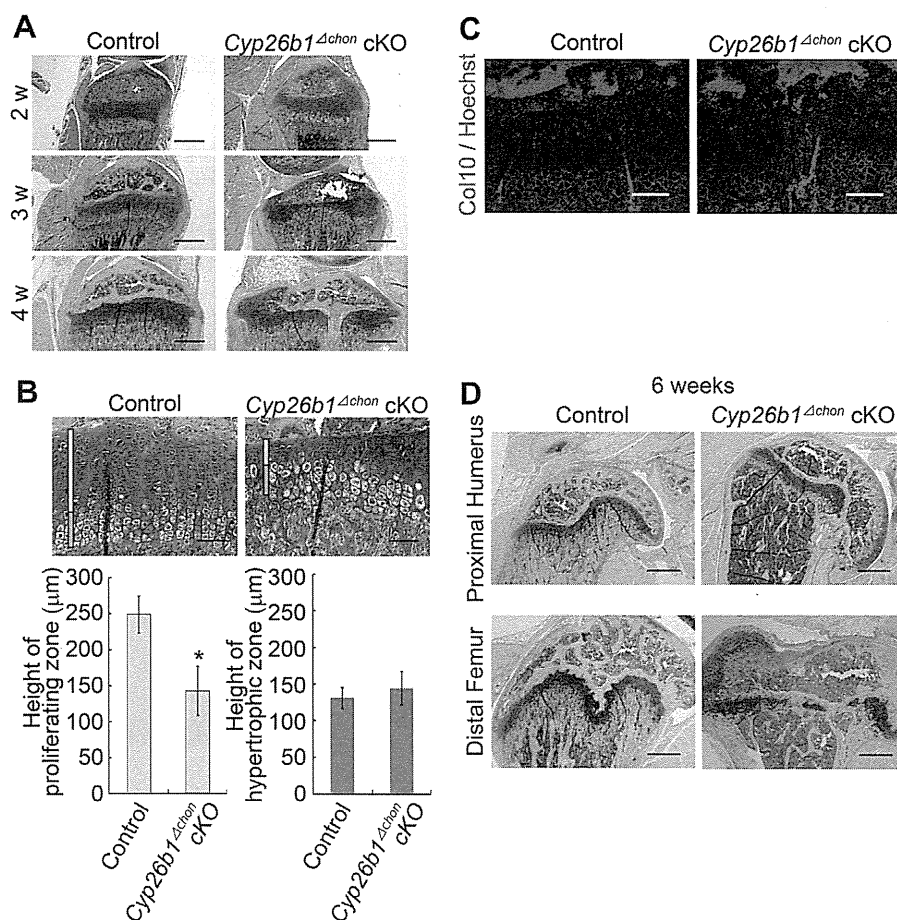 A
Control
Cyp26b1^Δchon cKO
2 w
3 w
4 w
B
Control
Cyp26b1^Δchon cKO
Height of
proliferating zone (μm)
300
250
200
150
100
50
0
*
Control
Cyp26b1^Δchon
cKO
Height of
hypertrophic zone (μm)
300
250
200
150
100
50
0
Control
Cyp26b1^Δchon
cKO
C
Control
Cyp26b1^Δchon cKO
Col10 / Hoechst
D
6 weeks
Control
Cyp26b1^Δchon cKO
Proximal Humerus
Distal Femur